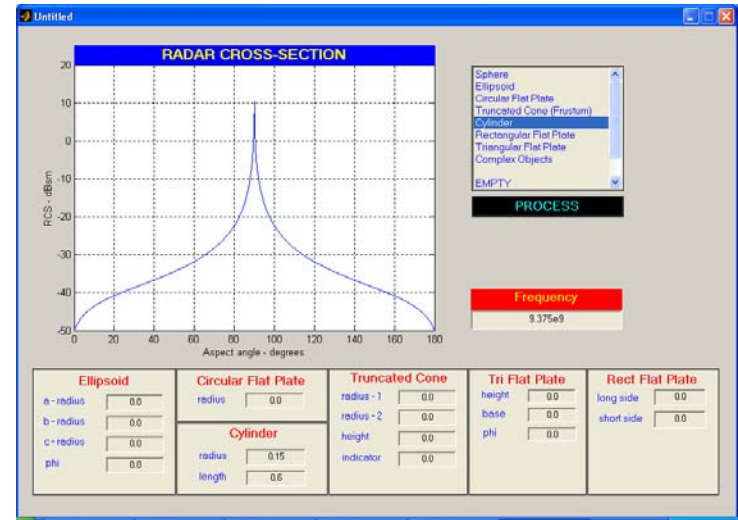 Untitled
RADAR CROSS-SECTION
20
10
0
-10
-20
-30
-40
-50
RCS - dBsm
0 20 40 60 80 100 120 140 160 180
Aspect angle - degrees
Sphere
Ellipsoid
Circular Flat Plate
Truncated Cone (Frustum)
Cylinder
Rectangular Flat Plate
Triangular Flat Plate
Complex Objects
EMPTY
PROCESS
Frequency
9.375e9
Ellipsoid
a - radius 0.0
b - radius 0.0
c - radius 0.0
phi 0.0
Circular Flat Plate
radius 0.0
Cylinder
radius 0.15
length 0.6
Truncated Cone
radius - 1 0.0
radius - 2 0.0
height 0.0
indicator 0.0
Tri Flat Plate
height 0.0
base 0.0
phi 0.0
Rect Flat Plate
long side 0.0
short side 0.0